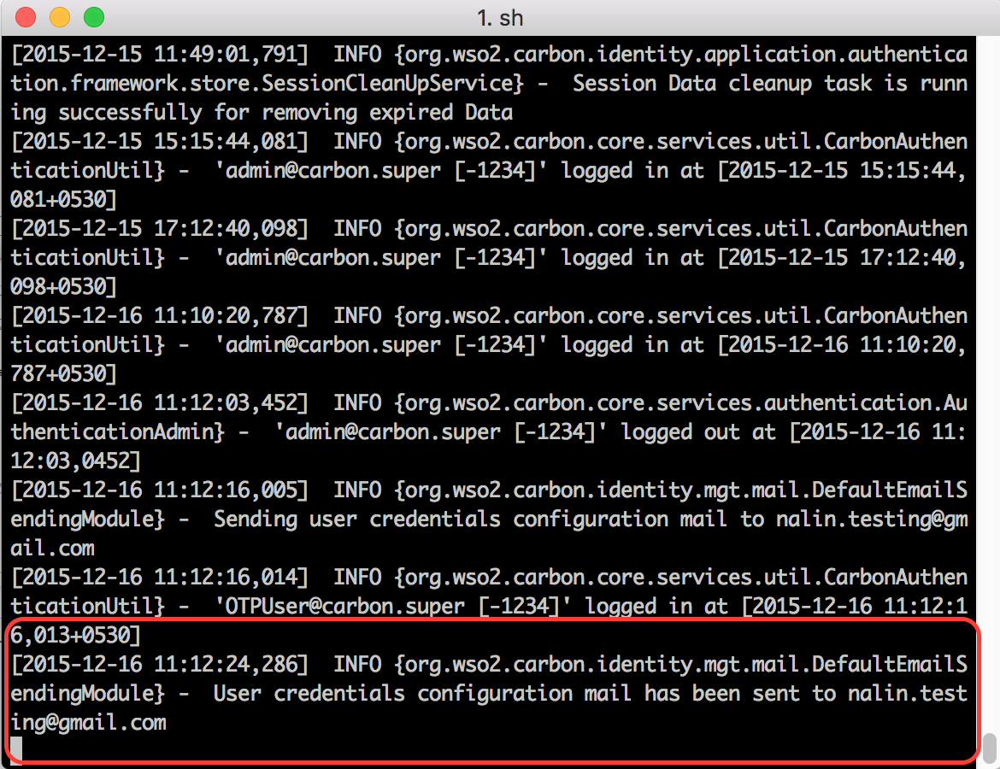 1. sh
[2015-12-15 11:49:01,791]  INFO {org.wso2.carbon.identity.application.authentica
tion.framework.store.SessionCleanUpService} -  Session Data cleanup task is runn
ing successfully for removing expired Data
[2015-12-15 15:15:44,081]  INFO {org.wso2.carbon.core.services.util.CarbonAuthen
ticationUtil} -  'admin@carbon.super [-1234]' logged in at [2015-12-15 15:15:44,
081+0530]
[2015-12-15 17:12:40,098]  INFO {org.wso2.carbon.core.services.util.CarbonAuthen
ticationUtil} -  'admin@carbon.super [-1234]' logged in at [2015-12-15 17:12:40,
098+0530]
[2015-12-16 11:10:20,787]  INFO {org.wso2.carbon.core.services.util.CarbonAuthen
ticationUtil} -  'admin@carbon.super [-1234]' logged in at [2015-12-16 11:10:20,
787+0530]
[2015-12-16 11:12:03,452]  INFO {org.wso2.carbon.core.services.authentication.Au
thenticationAdmin} -  'admin@carbon.super [-1234]' logged out at [2015-12-16 11:
12:03,0452]
[2015-12-16 11:12:16,005]  INFO {org.wso2.carbon.identity.mgt.mail.DefaultEmailS
endingModule} -  Sending user credentials configuration mail to nalin.testing@gm
ail.com
[2015-12-16 11:12:16,014]  INFO {org.wso2.carbon.core.services.util.CarbonAuthen
ticationUtil} -  'OTPUser@carbon.super [-1234]' logged in at [2015-12-16 11:12:1
6,013+0530]
[2015-12-16 11:12:24,286]  INFO {org.wso2.carbon.identity.mgt.mail.DefaultEmailS
endingModule} -  User credentials configuration mail has been sent to nalin.test
ing@gmail.com